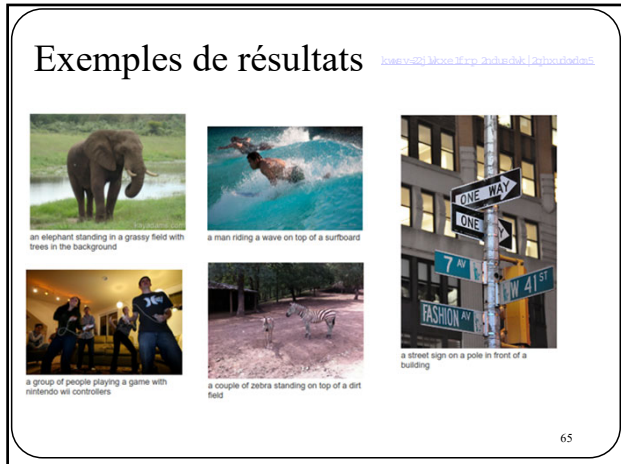 Exemples de résultats
an elephant standing in a grassy field with
trees in the background
a man riding a wave on top of a surfboard
ONE WAY
ONE
7 AV
W 41 ST
FASHION AV
a group of people playing a game with
nintendo wii controllers
a couple of zebra standing on top of a dirt
field
a street sign on a pole in front of a
building
65